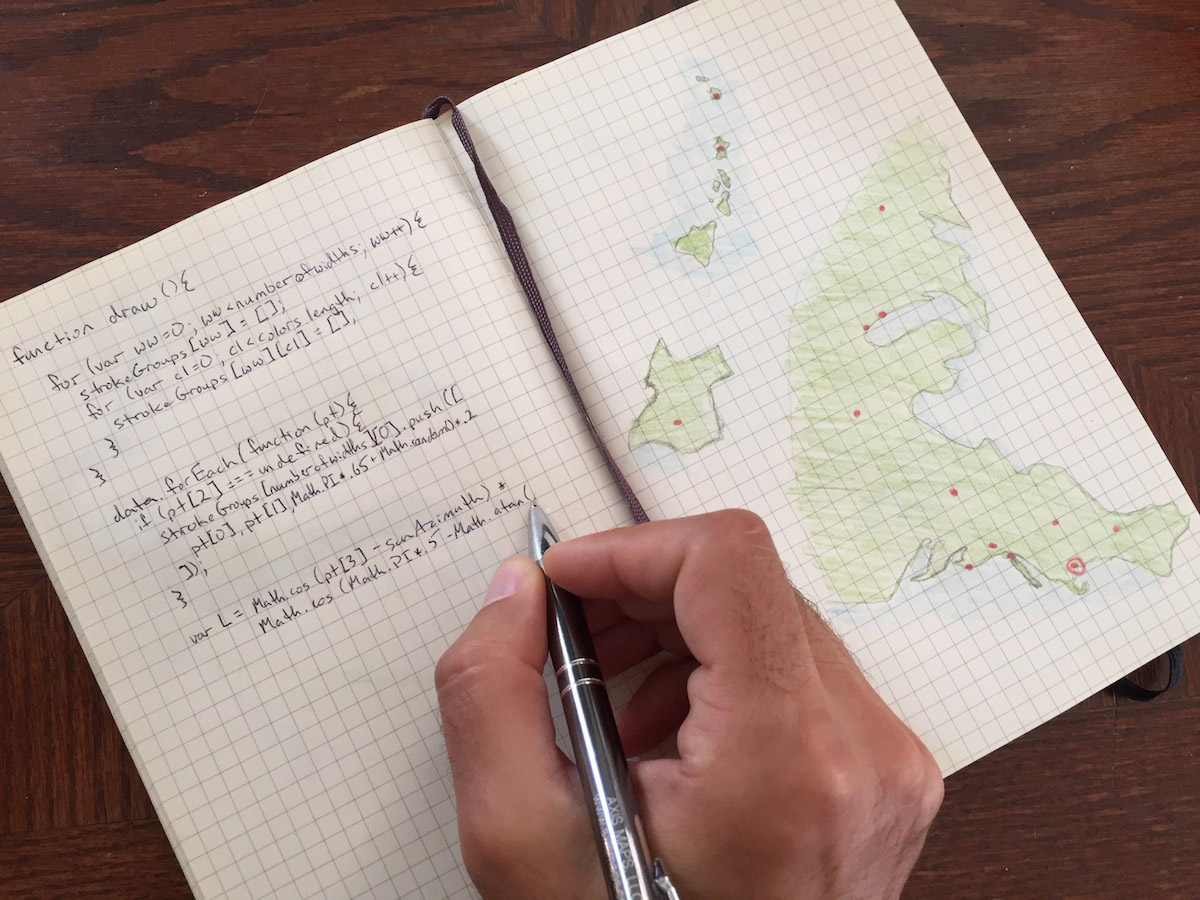 function draw(){
for (var ww=0; ww<numberofwidths; ww++){
strokeGroups[ww] = [];
for (var cl=0; cl<colors.length; cl++){
strokeGroups[ww][cl] = [];
}
}
data.forEach(function(pt){
if (pt[2] === undefined){
strokeGroups[numberofwidths][0].push([
pt[0], pt[1], Math.PI*.65+Math.random()*.2
]);
}
var L = Math.cos(pt[3]-sunAzimuth) *
Math.cos(Math.PI*.5-Math.atan(
AXIS MAPS LLC